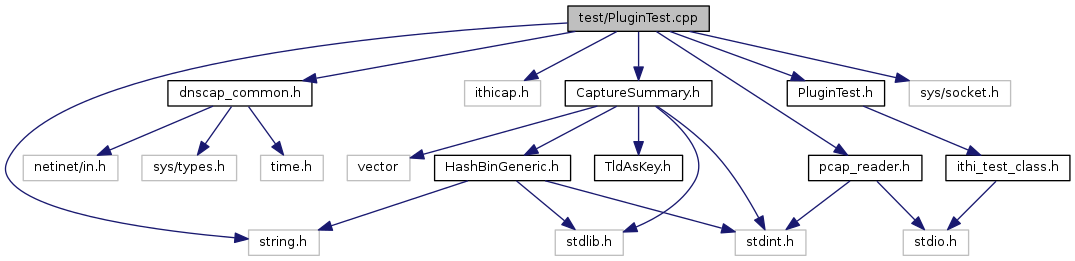 test/PluginTest.cpp
dnscap_common.h
ithicap.h
CaptureSummary.h
PluginTest.h
sys/socket.h
netinet/in.h
sys/types.h
time.h
vector
HashBinGeneric.h
TldAsKey.h
pcap_reader.h
ithi_test_class.h
string.h
stdlib.h
stdint.h
stdio.h